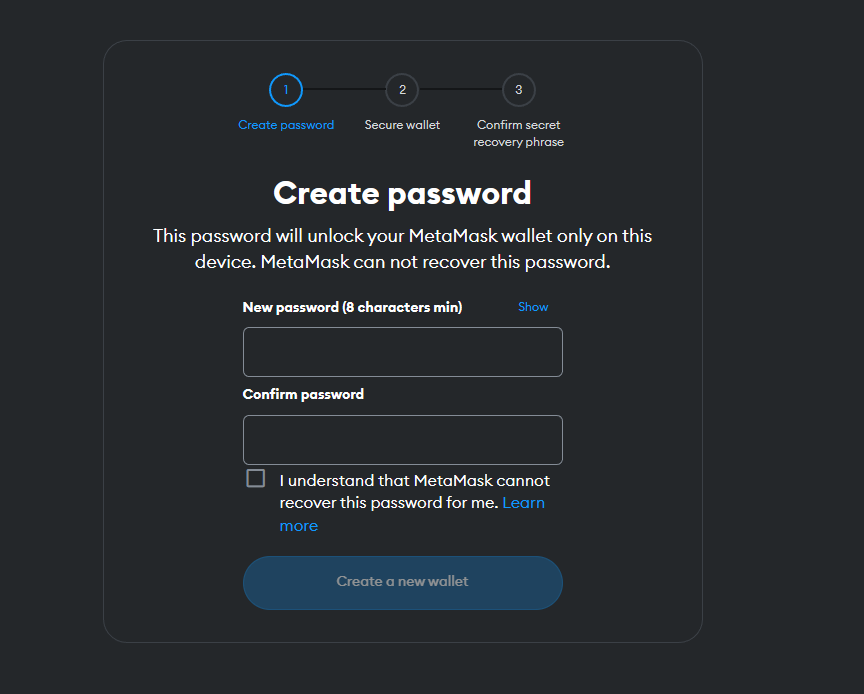 1
2
3
Create password
Secure wallet
Confirm secret
recovery phrase
Create password
This password will unlock your MetaMask wallet only on this
device. MetaMask can not recover this password.
New password (8 characters min)
Show
Confirm password
I understand that MetaMask cannot
recover this password for me. Learn
more
Create a new wallet